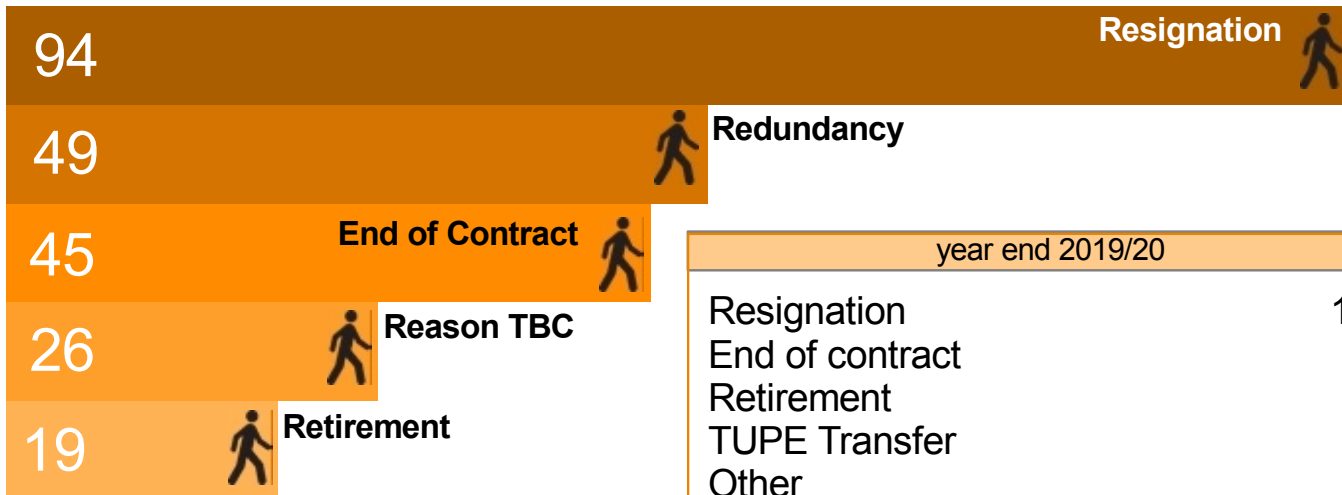 94 Resignation
49 Redundancy
45 End of Contract
26 Reason TBC
19 Retirement
year end 2019/20
Resignation
End of contract
Retirement
TUPE Transfer
Other